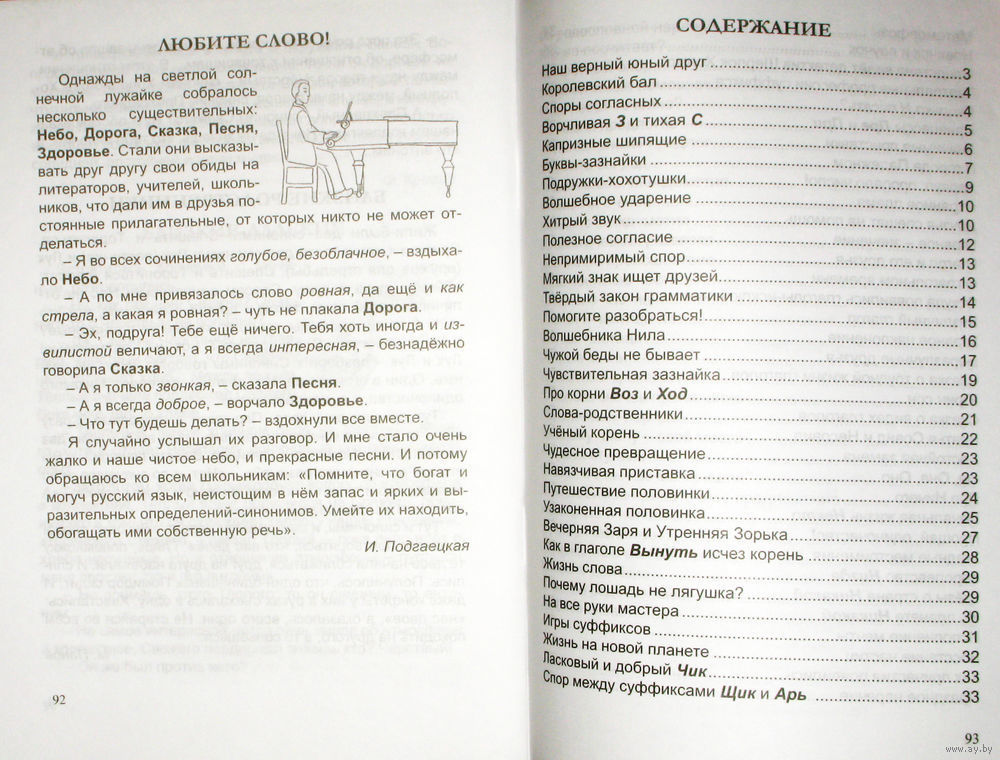 ЛЮБИТЕ СЛОВО!
Однажды на светлой сол-
нечной лужайке собралось
несколько существительных:
Небо, Дорога, Сказка, Песня,
Здоровье. Стали они высказы-
вать друг другу свои обиды на
литераторов, учителей, школь-
ников, что дали им в друзья по-
стоянные прилагательные, от которых никто не может от-
делаться.
– Я во всех сочинениях голубое, безоблачное, – вздыха-
ло Небо.
– А по мне привязалось слово ровная, да ещё и как
стрела, а какая я ровная? – чуть не плакала Дорога.
– Эх, подруга! Тебе ещё ничего. Тебя хоть иногда и из-
вилистой величают, а я всегда интересная, – безнадёжно
говорила Сказка.
– А я только звонкая, – сказала Песня.
– А я всегда доброе, – ворчало Здоровье.
– Что тут будешь делать? – вздохнули все вместе.
Я случайно услышал их разговор. И мне стало очень
жалко и наше чистое небо, и прекрасные песни. И потому
обращаюсь ко всем школьникам: «Помните, что богат и
могуч русский язык, неистощим в нём запас и ярких и вы-
разительных определений-синонимов. Умейте их находить,
обогащать ими собственную речь».
И. Подгаецкая
92
СОДЕРЖАНИЕ
Наш верный юный друг 3
Королевский бал 4
Споры согласных 4
Ворчливая З и тихая С 5
Капризные шипящие 6
Буквы-зазнайки 7
Подружки-хохотушки 9
Волшебное ударение 10
Хитрый звук 10
Полезное согласие 12
Непримиримый спор 13
Мягкий знак ищет друзей 13
Твёрдый закон грамматики 14
Помогите разобраться! 15
Волшебника Нила 16
Чужой беды не бывает 17
Чувствительная зазнайка 19
Про корни Воз и Ход 20
Слова-родственники 21
Учёный корень 22
Чудесное превращение 23
Навязчивая приставка 23
Путешествие половинки 24
Узаконенная половинка 25
Вечерняя Заря и Утренняя Зорька 27
Как в глаголе Вынуть исчез корень 28
Жизнь слова 29
Почему лошадь не лягушка? 29
На все руки мастера 30
Игры суффиксов 31
Жизнь на новой планете 32
Ласковый и добрый Чик 33
Спор между суффиксами Щик и Арь 33
93
www.ay.by